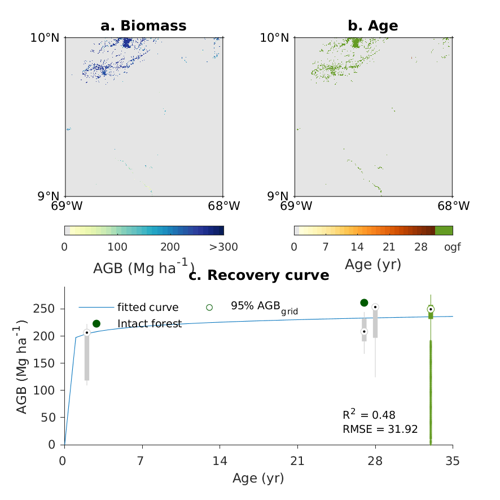 a. Biomass
b. Age
10°N
10°N
9°N
9°N
69°W
68°W
69°W
68°W
0
100
200
>300
0
7
14
21
28
ogf
AGB (Mg ha⁻¹)
Age (yr)
c. Recovery curve
fitted curve
95% AGB_grid
Intact forest
250
200
150
100
50
0
AGB (Mg ha⁻¹)
R² = 0.48
RMSE = 31.92
0
7
14
21
28
35
Age (yr)